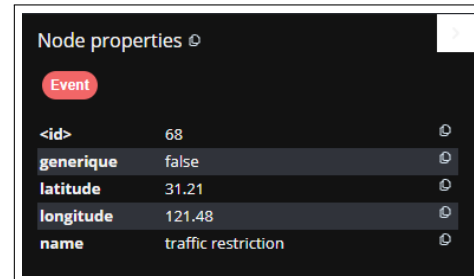 Node properties
Event
<id> 68
generique false
latitude 31.21
longitude 121.48
name traffic restriction